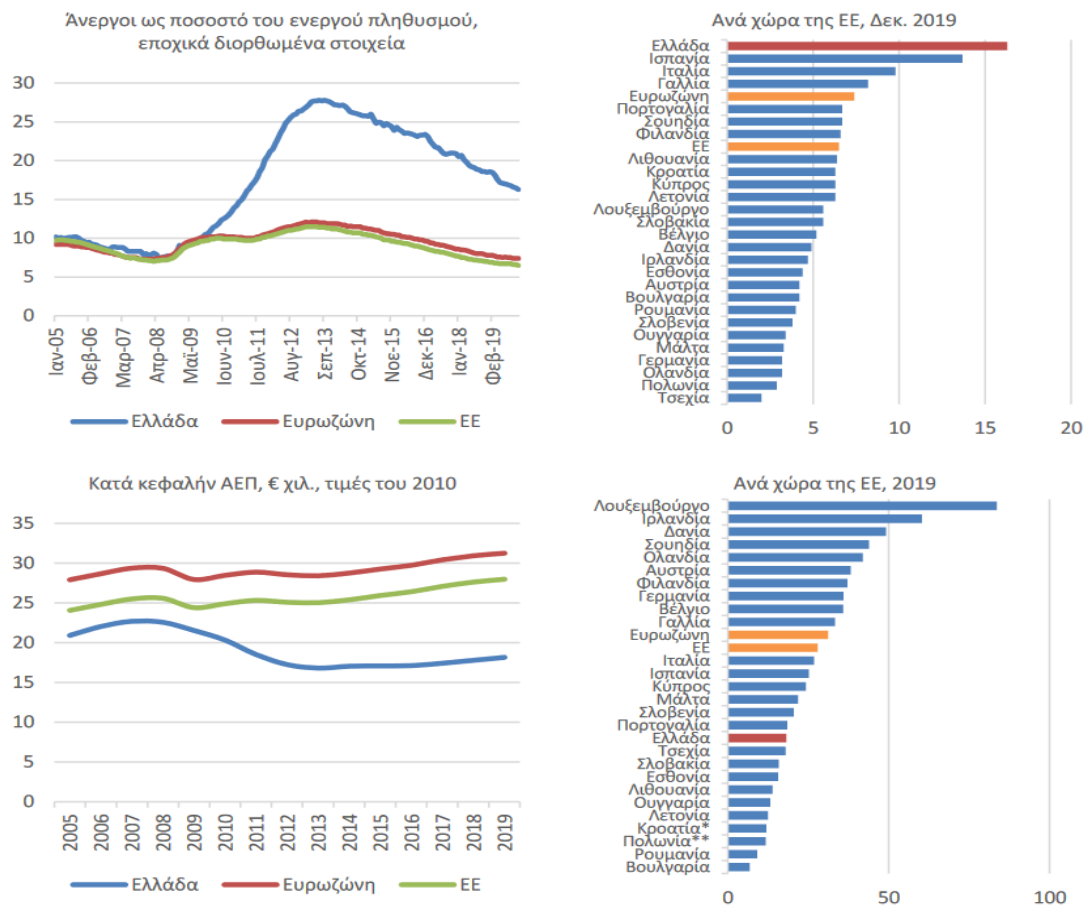 Άνεργοι ως ποσοστό του ενεργού πληθυσμού,
εποχικά διορθωμένα στοιχεία
30
25
20
15
10
5
0
Ιαν-05
Φεβ-06
Μαρ-07
Απρ-08
Μαϊ-09
Ιουν-10
Ιουλ-11
Αυγ-12
Σεπ-13
Οκτ-14
Νοε-15
Δεκ-16
Ιαν-18
Φεβ-19
Ελλάδα Ευρωζώνη ΕΕ
Ανά χώρα της ΕΕ, Δεκ. 2019
Ελλάδα
Ισπανία
Ιταλία
Γαλλία
Ευρωζώνη
Πορτογαλία
Σουηδία
Φιλανδία
ΕΕ
Λιθουανία
Κροατία
Κύπρος
Λετονία
Λουξεμβούργο
Σλοβακία
Βέλγιο
Δανία
Ιρλανδία
Εσθονία
Αυστρία
Βουλγαρία
Ρουμανία
Σλοβενία
Ουγγαρία
Μάλτα
Γερμανία
Ολανδία
Πολωνία
Τσεχία
0 5 10 15 20
Κατά κεφαλήν ΑΕΠ, € χιλ., τιμές του 2010
35
30
25
20
15
10
5
0
2005
2006
2007
2008
2009
2010
2011
2012
2013
2014
2015
2016
2017
2018
2019
Ελλάδα Ευρωζώνη ΕΕ
Ανά χώρα της ΕΕ, 2019
Λουξεμβούργο
Ιρλανδία
Δανία
Σουηδία
Ολανδία
Αυστρία
Φιλανδία
Γερμανία
Βέλγιο
Γαλλία
Ευρωζώνη
ΕΕ
Ιταλία
Ισπανία
Κύπρος
Μάλτα
Σλοβενία
Πορτογαλία
Ελλάδα
Τσεχία
Σλοβακία
Εσθονία
Λιθουανία
Ουγγαρία
Λετονία
Κροατία*
Πολωνία**
Ρουμανία
Βουλγαρία
0 50 100